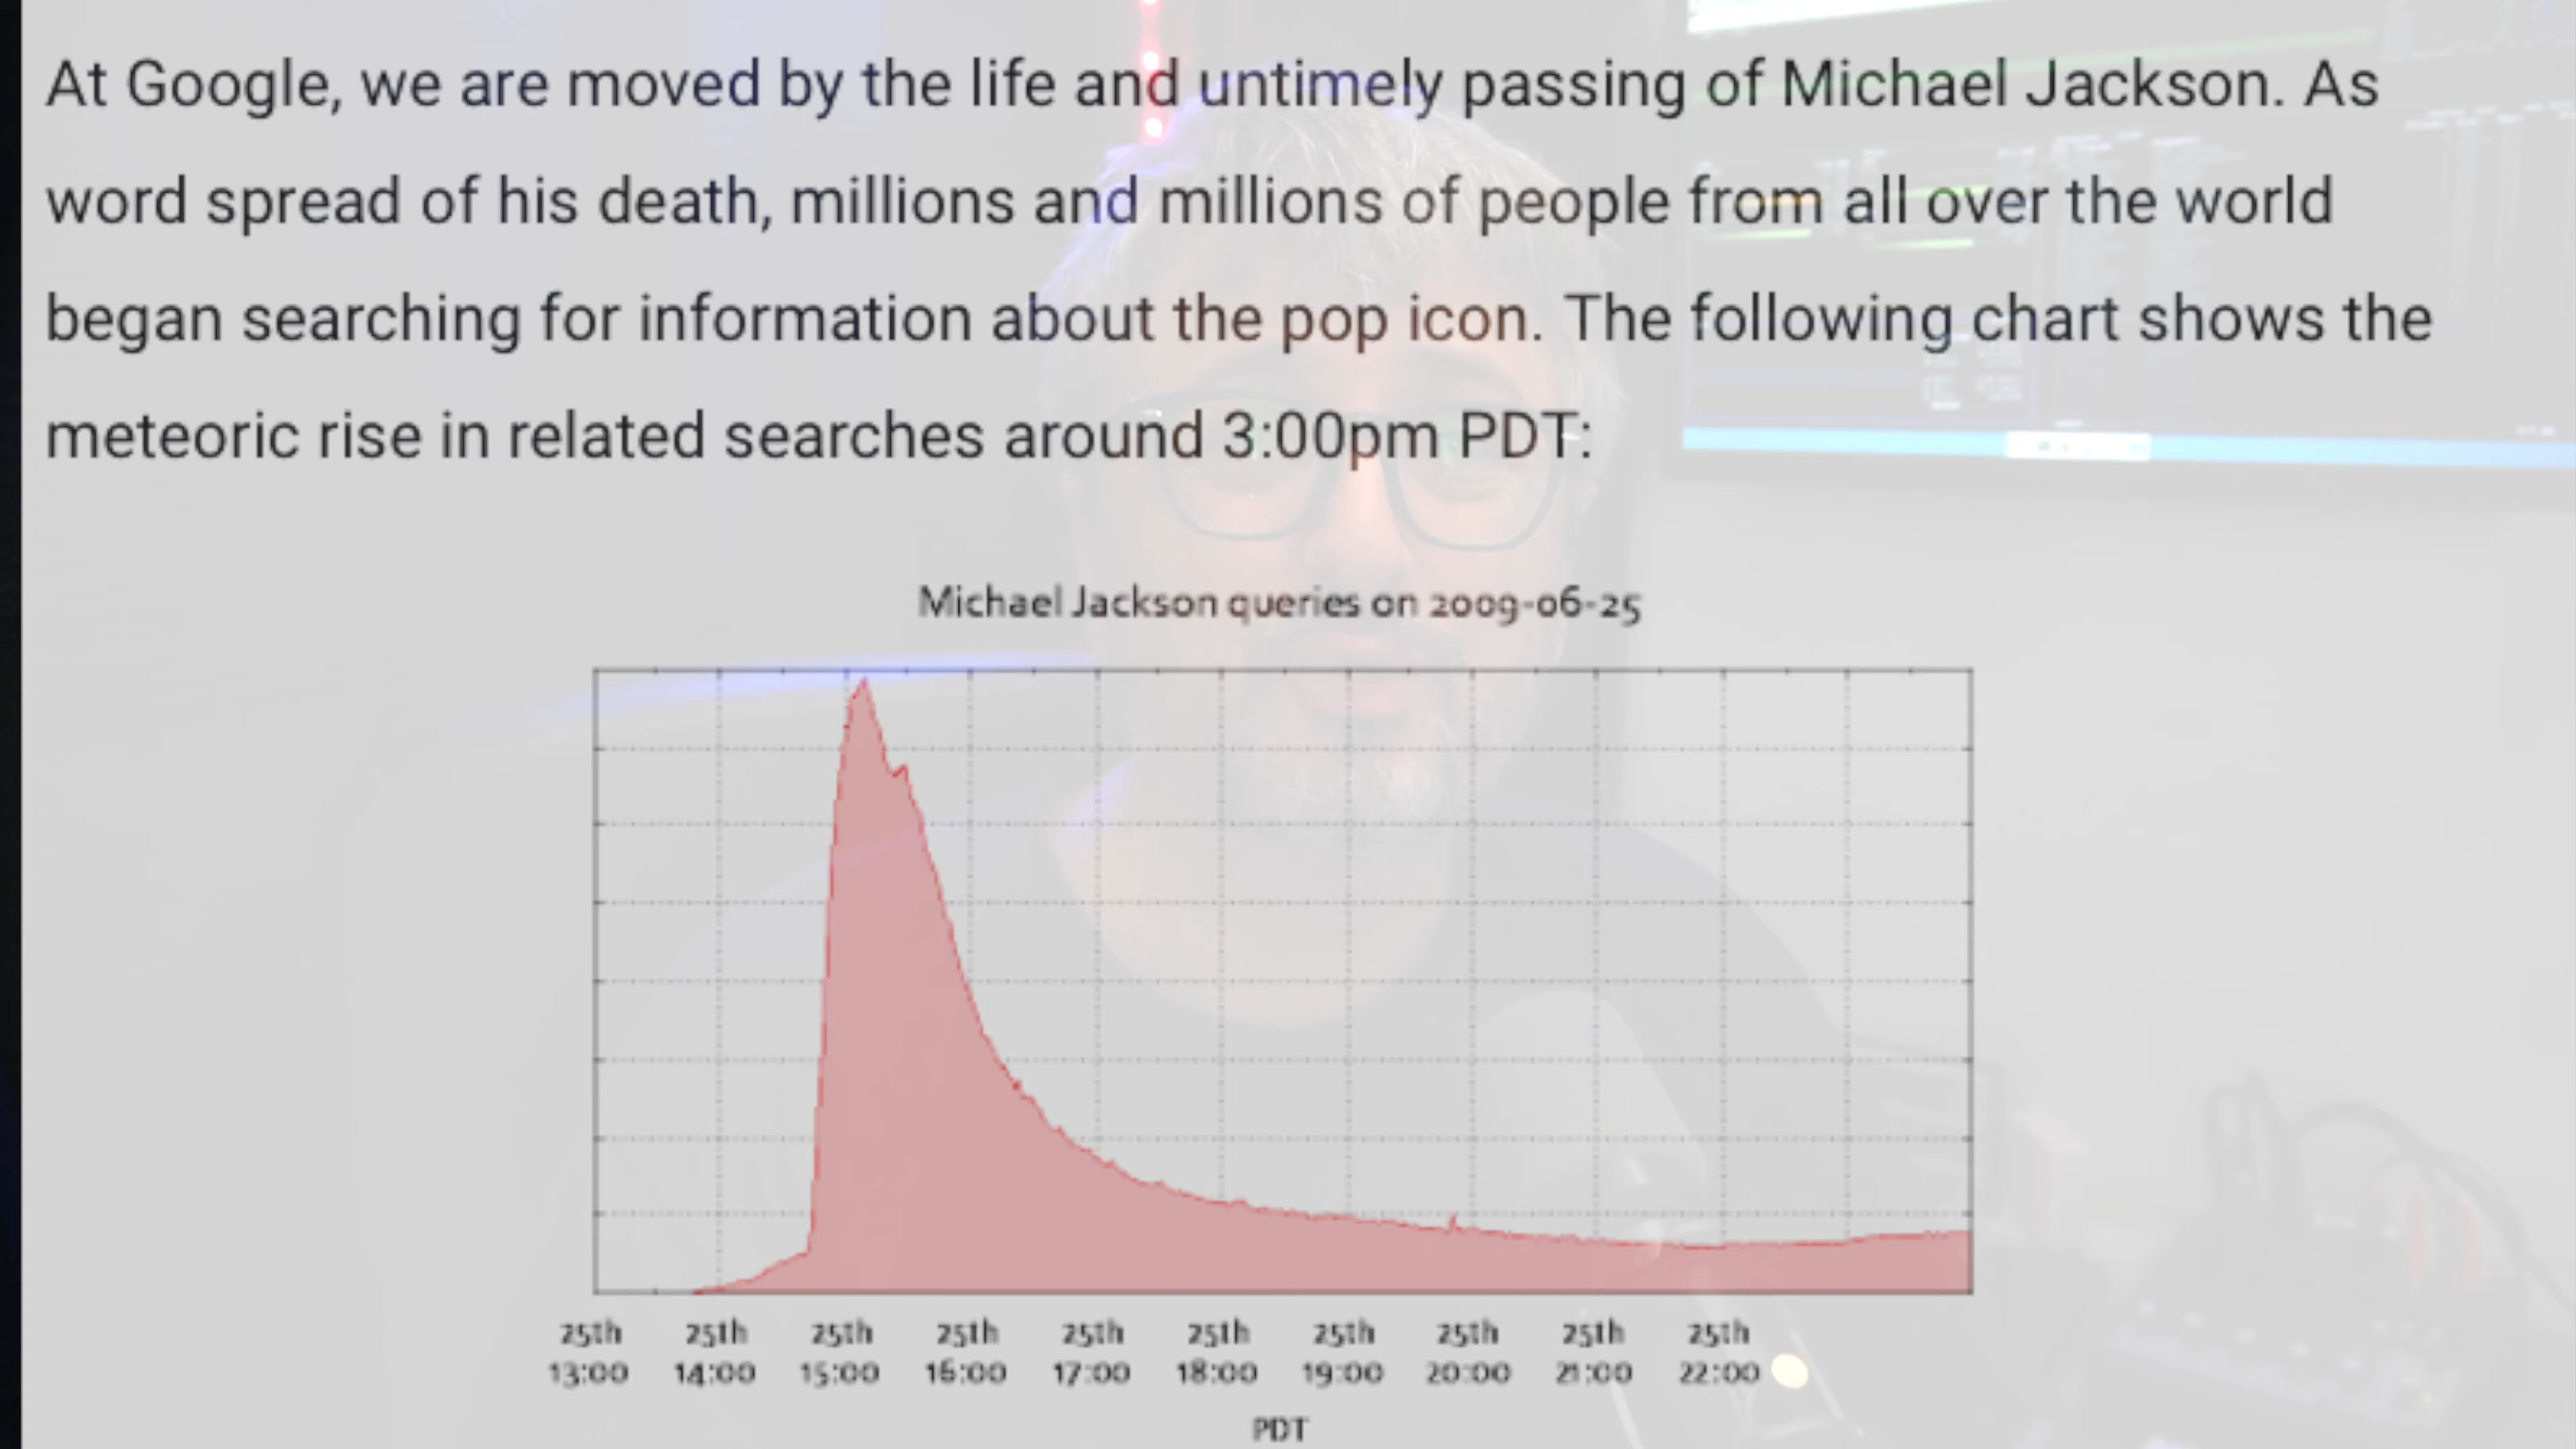 At Google, we are moved by the life and untimely passing of Michael Jackson. As
word spread of his death, millions and millions of people from all over the world
began searching for information about the pop icon. The following chart shows the
meteoric rise in related searches around 3:00pm PDT:
Michael Jackson queries on 2009-06-25
25th 25th 25th 25th 25th 25th 25th 25th 25th 25th
13:00 14:00 15:00 16:00 17:00 18:00 19:00 20:00 21:00 22:00
PDT